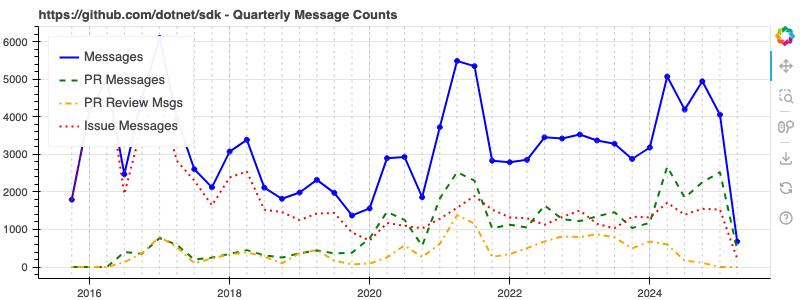 https://github.com/dotnet/sdk - Quarterly Message Counts
6000
5000
4000
3000
2000
1000
0
Messages
PR Messages
PR Review Msgs
Issue Messages
2016
2018
2020
2022
2024